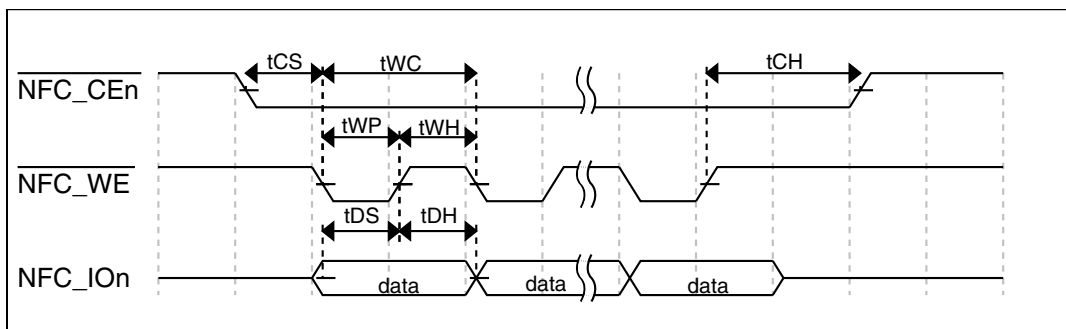 tCS tWC tCH
NFC_CEn
tWP tWH
NFC_WE
tDS tDH
NFC_IOn
data data data